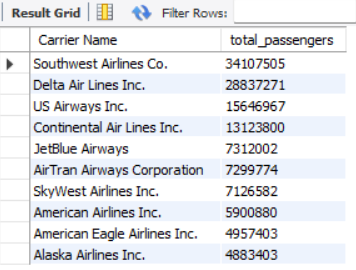 Result Grid Filter Rows:
Carrier Name total_passengers
Southwest Airlines Co. 34107505
Delta Air Lines Inc. 28837271
US Airways Inc. 15646967
Continental Air Lines Inc. 13123800
JetBlue Airways 7312002
AirTran Airways Corporation 7299774
SkyWest Airlines Inc. 7126582
American Airlines Inc. 5900880
American Eagle Airlines Inc. 4957403
Alaska Airlines Inc. 4883403